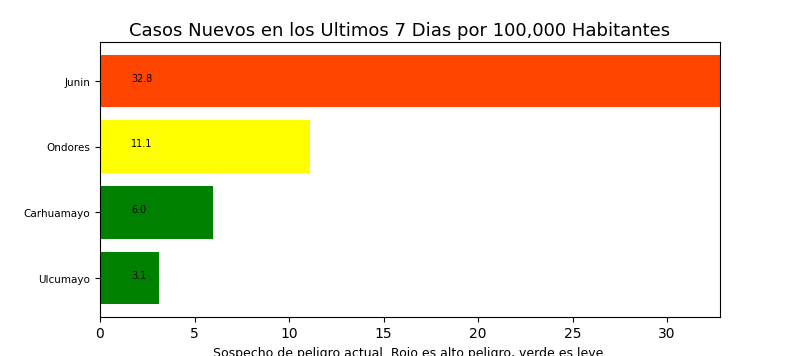 Casos Nuevos en los Ultimos 7 Dias por 100,000 Habitantes
Junin
32.8
Ondores
11.1
Carhuamayo
6.0
Ulcumayo
3.1
0 5 10 15 20 25 30
Sospecho de peligro actual. Rojo es alto peligro, verde es leve